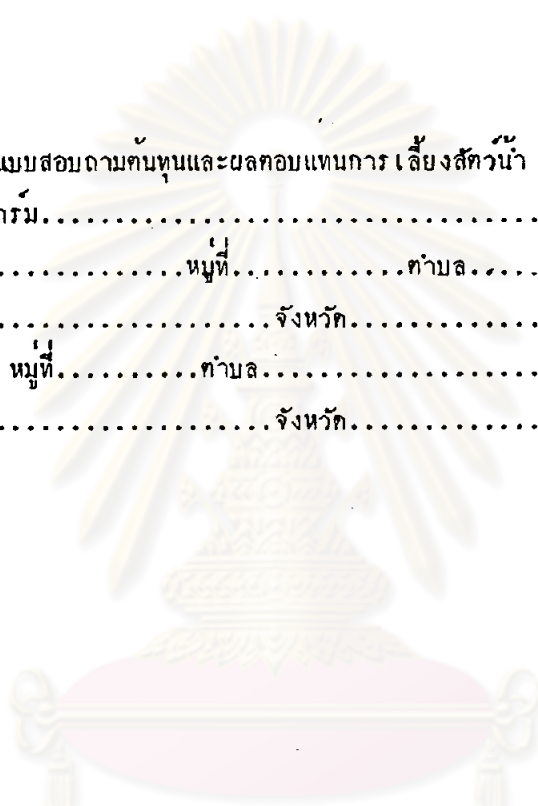 แบบสอบถามต้นทุนและผลตอบแทนการเลี้ยงสัตว์น้ำ
าร์ม..................................
.............หมู่ที่............ตำบล.....
....................จังหวัด.............
หมู่ที่..........ตำบล...................
....................จังหวัด.............